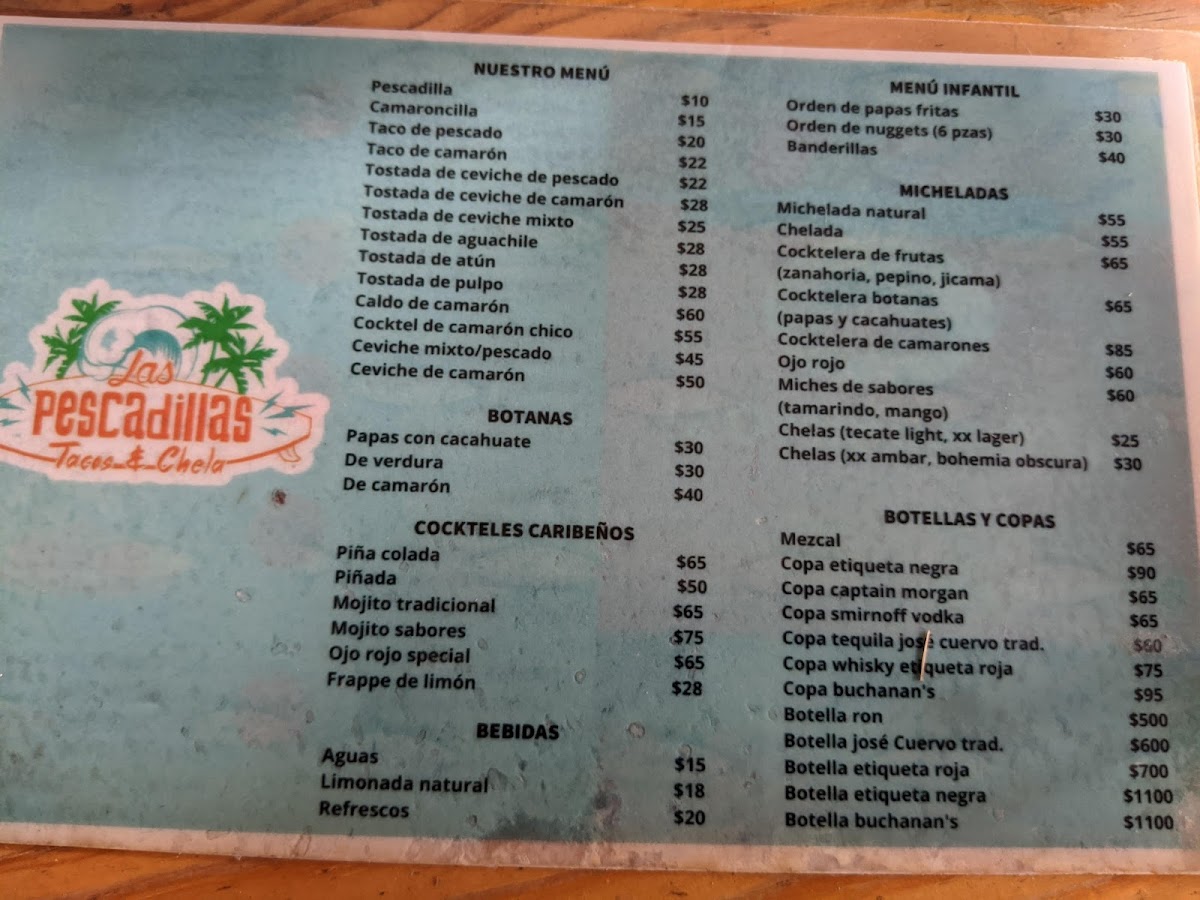 Las
PESCadillas
Tacos & Chela
NUESTRO MENÚ
Pescadilla $10
Camaroncilla $15
Taco de pescado $20
Taco de camarón $22
Tostada de ceviche de pescado $22
Tostada de ceviche de camarón $28
Tostada de ceviche mixto $25
Tostada de aguachile $28
Tostada de atún $28
Tostada de pulpo $28
Caldo de camarón $60
Cocktel de camarón chico $55
Ceviche mixto/pescado $45
Ceviche de camarón $50
BOTANAS
Papas con cacahuate $30
De verdura $30
De camarón $40
COCKTELES CARIBEÑOS
Piña colada $65
Piñada $50
Mojito tradicional $65
Mojito sabores $75
Ojo rojo special $65
Frappe de limón $28
BEBIDAS
Aguas $15
Limonada natural $18
Refrescos $20
MENÚ INFANTIL
Orden de papas fritas $30
Orden de nuggets (6 pzas) $30
Banderillas $40
MICHELADAS
Michelada natural $55
Chelada $55
Cocktelera de frutas $65
(zanahoria, pepino, jicama)
Cocktelera botanas $65
(papas y cacahuates)
Cocktelera de camarones $85
Ojo rojo $60
Miches de sabores $60
(tamarindo, mango)
Chelas (tecate light, xx lager) $25
Chelas (xx ambar, bohemia obscura) $30
BOTELLAS Y COPAS
Mezcal $65
Copa etiqueta negra $90
Copa captain morgan $65
Copa smirnoff vodka $65
Copa tequila josé cuervo trad. $60
Copa whisky etiqueta roja $75
Copa buchanan's $95
Botella ron $500
Botella josé Cuervo trad. $600
Botella etiqueta roja $700
Botella etiqueta negra $1100
Botella buchanan's $1100